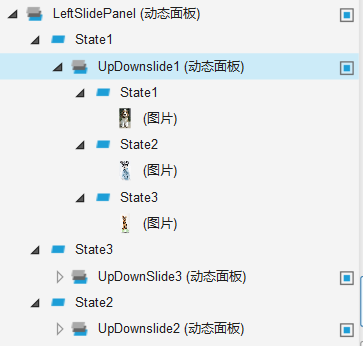 LeftSlidePanel (动态面板)
State1
UpDownslide1 (动态面板)
State1
(图片)
State2
(图片)
State3
(图片)
State3
UpDownSlide3 (动态面板)
State2
UpDownslide2 (动态面板)